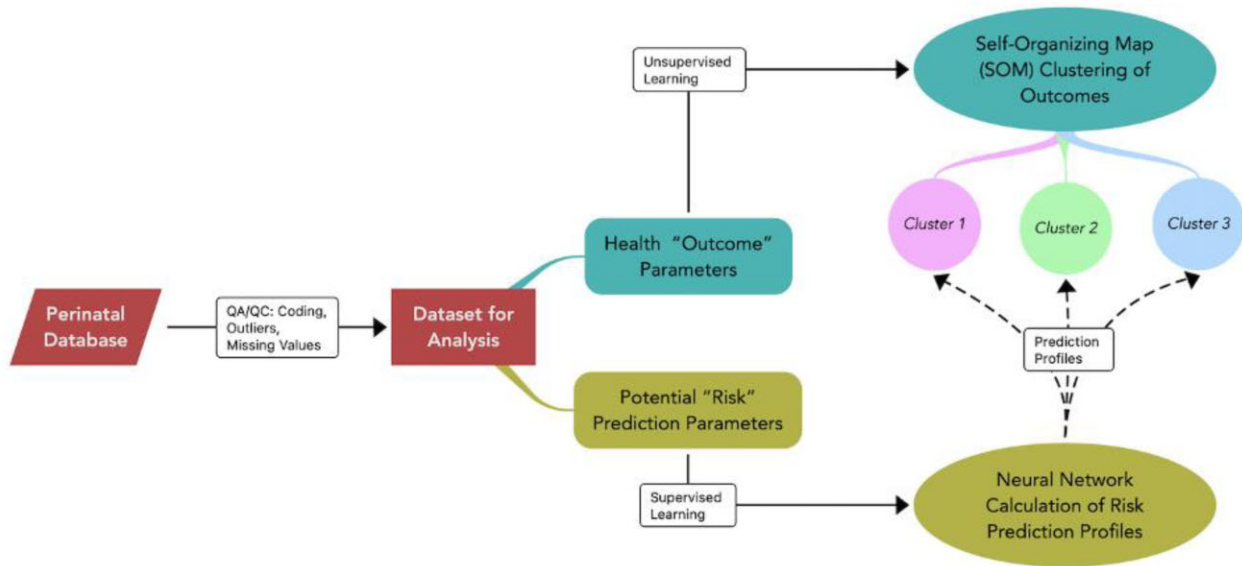 Perinatal
Database
QA/QC: Coding,
Outliers,
Missing Values
Dataset for
Analysis
Health "Outcome"
Parameters
Unsupervised
Learning
Self-Organizing Map
(SOM) Clustering of
Outcomes
Cluster 1
Cluster 2
Cluster 3
Potential “Risk”
Prediction Parameters
Supervised
Learning
Neural Network
Calculation of Risk
Prediction Profiles
Prediction
Profiles